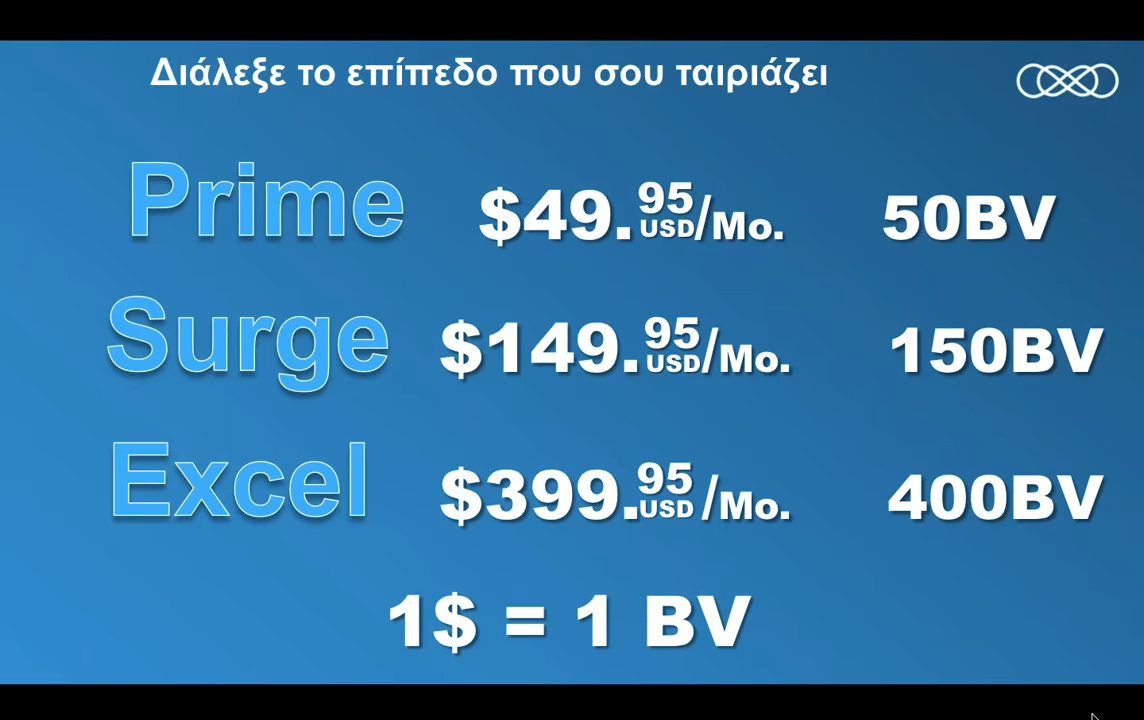 Διάλεξε το επίπεδο που σου ταιριάζει
Prime $49.95 USD/Mo. 50BV
Surge $149.95 USD/Mo. 150BV
Excel $399.95 USD/Mo. 400BV
1$ = 1 BV